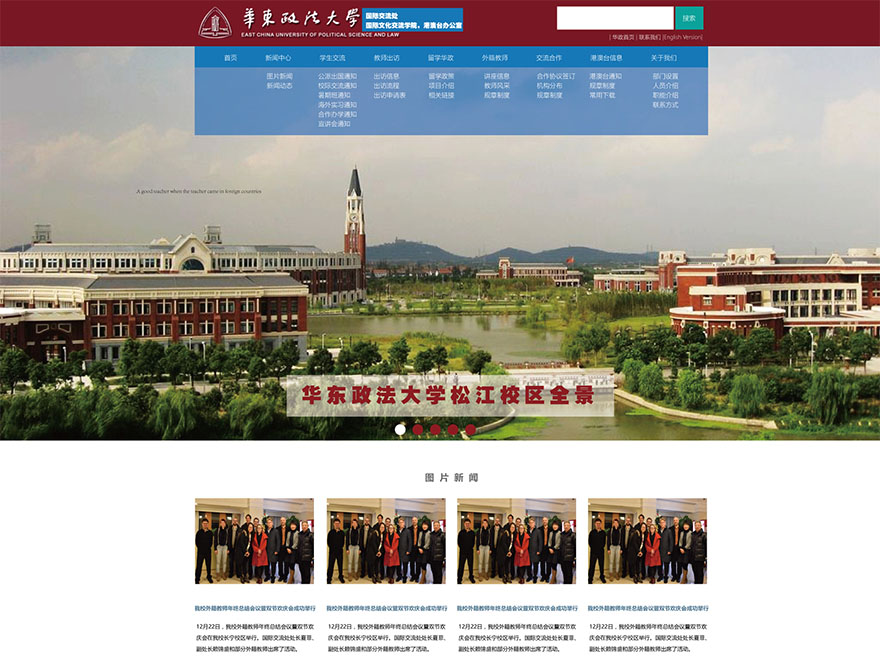 華東政法大學
EAST CHINA UNIVERSITY OF POLITICAL SCIENCE AND LAW
国际交流处
国际文化交流学院，港澳台办公室
搜索
| 华政首页 | 联系我们 |English Version|
首页 新闻中心 学生交流 教师出访 留学华政 外籍教师 交流合作 港澳台信息 关于我们
图片新闻 公派出国通知 出访信息 留学政策 讲座信息 合作协议签订 港澳台通知 部门设置
新闻动态 校际交流通知 出访流程 项目介绍 教师风采 机构分布 规章制度 人员介绍
暑期班通知 出访申请表 相关链接 规章制度 规章制度 常用下载 职能介绍
海外实习通知 联系方式
合作办学通知
宣讲会通知
A good teacher when the teacher came in foreign countries
华东政法大学松江校区全景
图片新闻
我校外籍教师年终总结会议暨双节欢庆会成功举行 我校外籍教师年终总结会议暨双节欢庆会成功举行 我校外籍教师年终总结会议暨双节欢庆会成功举行 我校外籍教师年终总结会议暨双节欢庆会成功举行
12月22日，我校外籍教师年终总结会议暨双节欢 12月22日，我校外籍教师年终总结会议暨双节欢 12月22日，我校外籍教师年终总结会议暨双节欢 12月22日，我校外籍教师年终总结会议暨双节欢
庆会在我校长宁校区举行。国际交流处处长夏菲、 庆会在我校长宁校区举行。国际交流处处长夏菲、 庆会在我校长宁校区举行。国际交流处处长夏菲、 庆会在我校长宁校区举行。国际交流处处长夏菲、
副处长赖锦盛和部分外籍教师出席了活动。 副处长赖锦盛和部分外籍教师出席了活动。 副处长赖锦盛和部分外籍教师出席了活动。 副处长赖锦盛和部分外籍教师出席了活动。